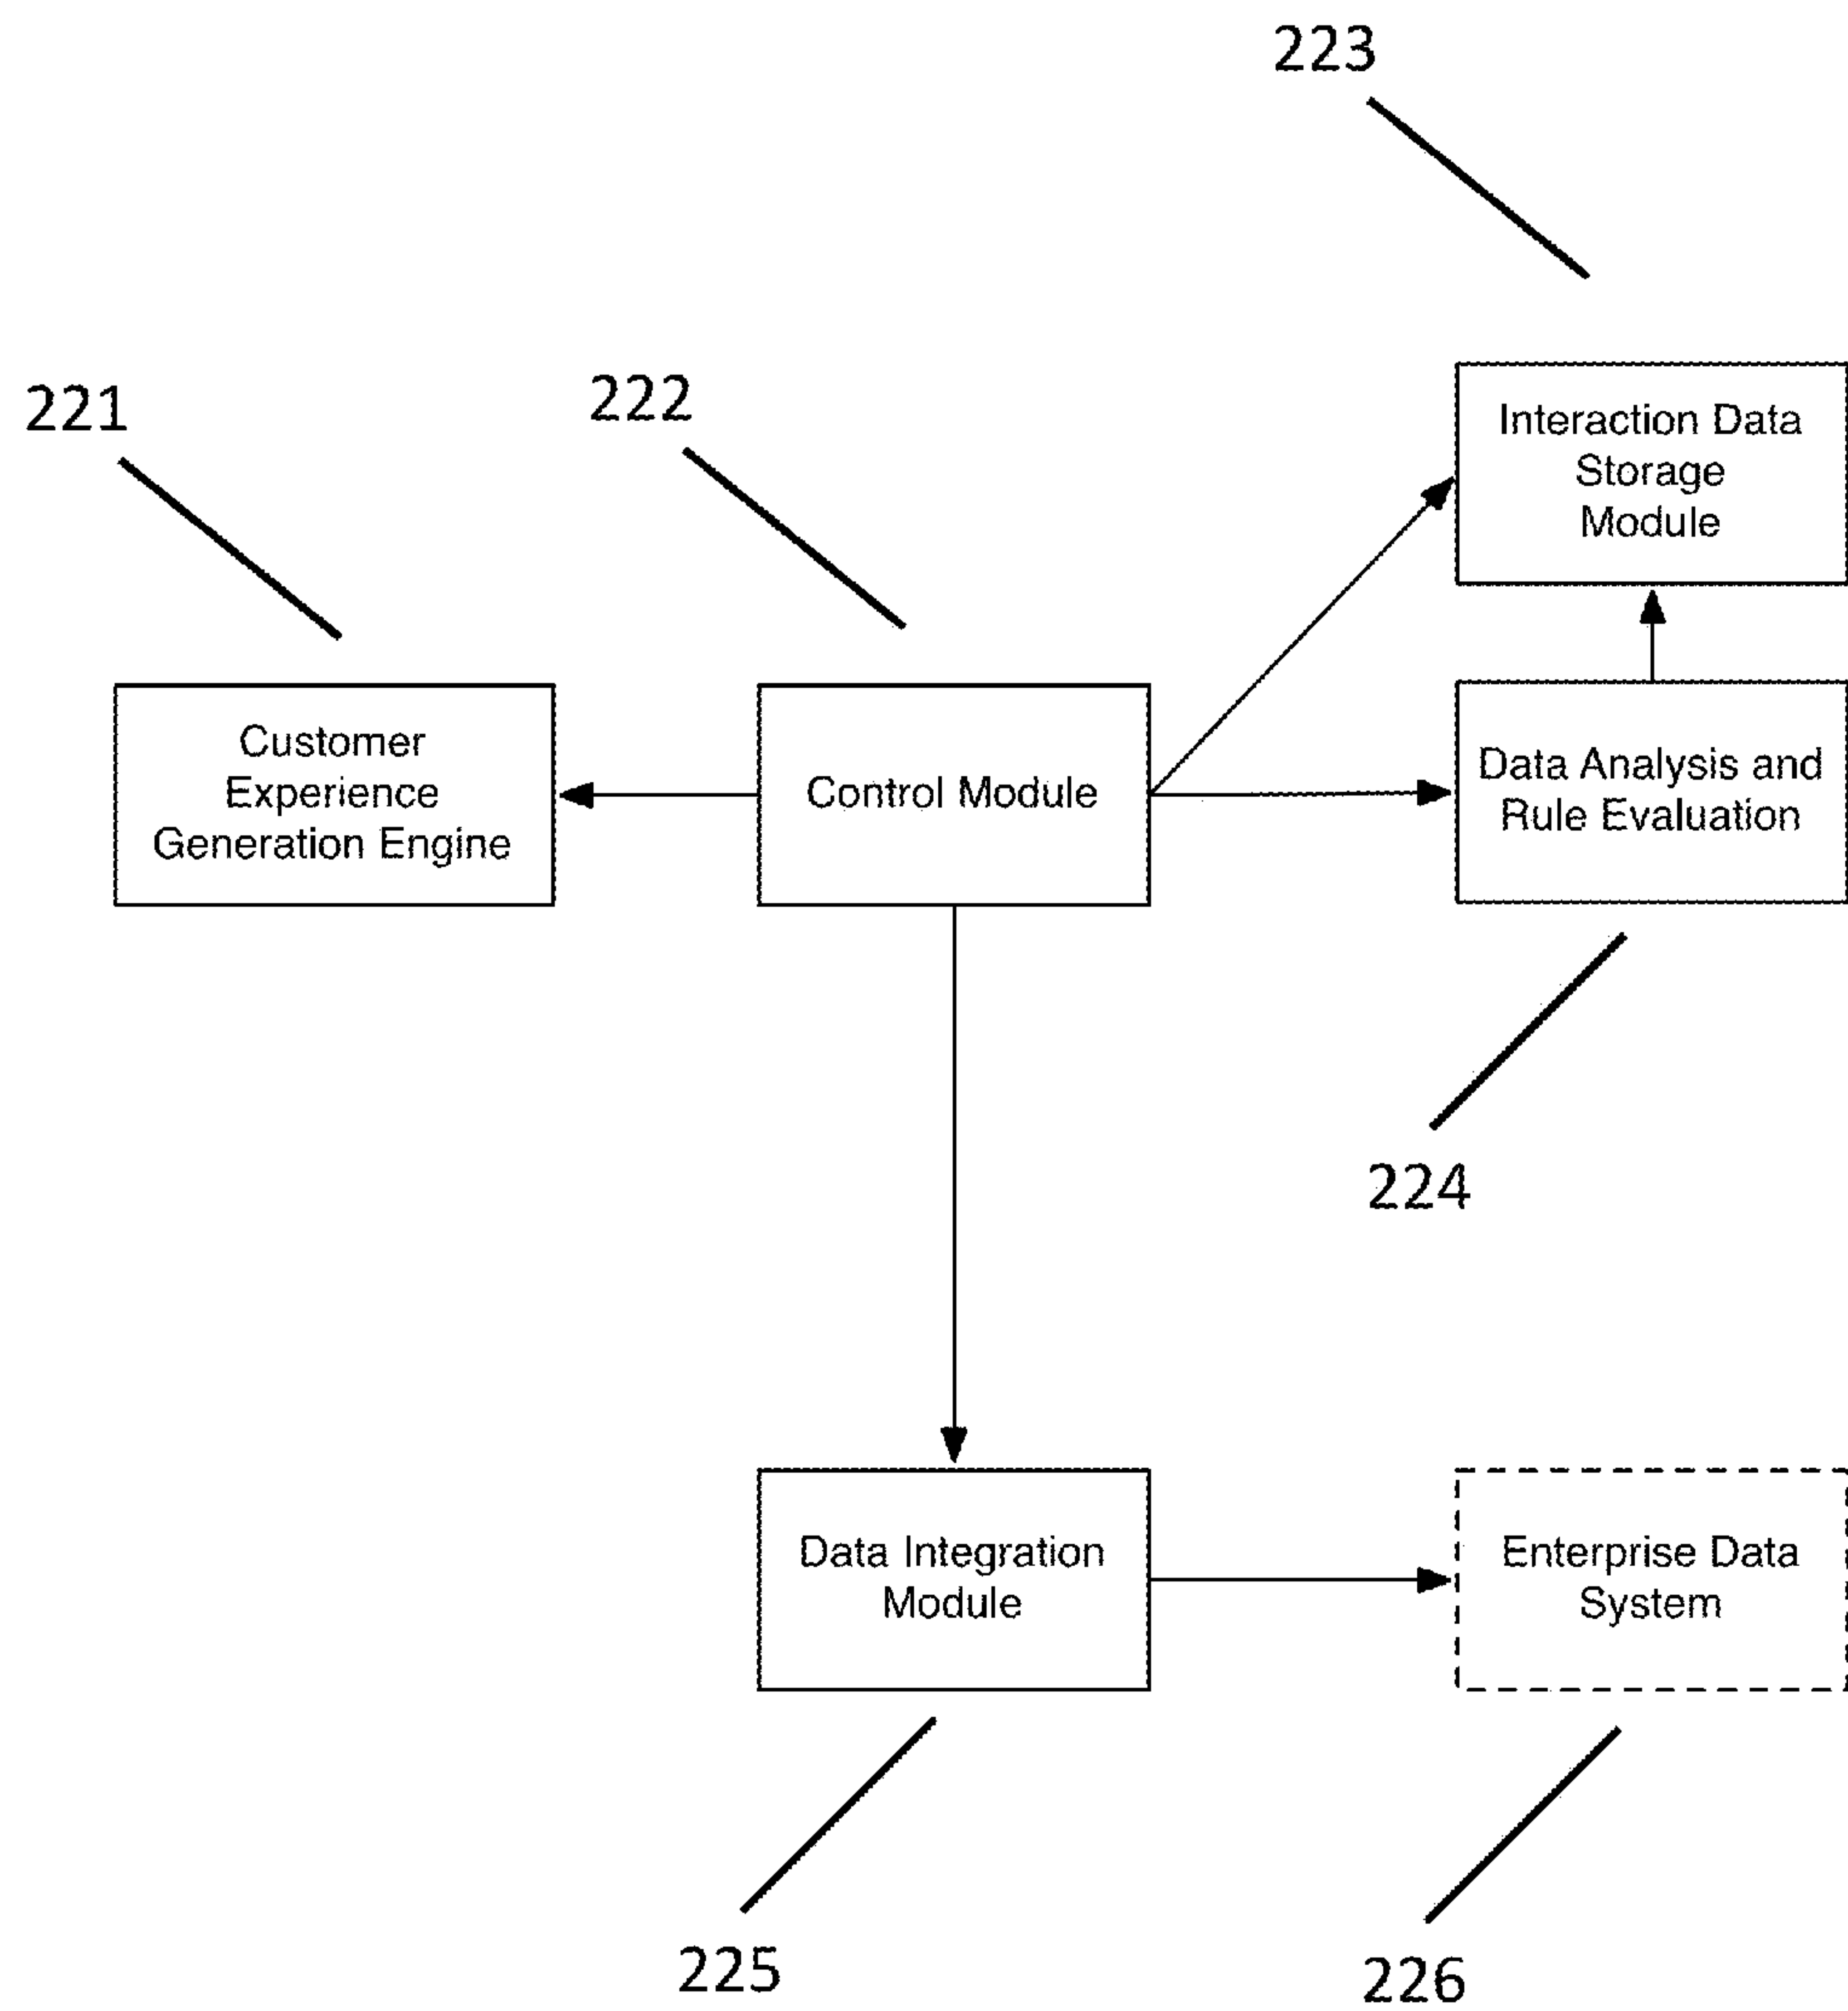 223
221
222
Interaction Data
Storage
Module
Customer
Experience
Generation Engine
Control Module
Data Analysis and
Rule Evaluation
224
Data Integration
Module
Enterprise Data
System
225
226